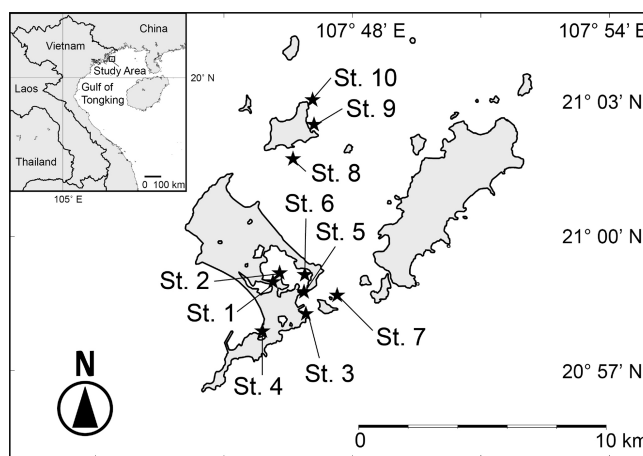 107° 48' E
107° 54' E
China
Vietnam
Study Area
20° N
Laos
Gulf of
Tongking
Thailand
0 100 km
105° E
St. 10
21° 03' N
St. 9
St. 8
St. 6
St. 5
21° 00' N
St. 2
St. 1
St. 7
St. 3
St. 4
20° 57' N
N
0
10 km